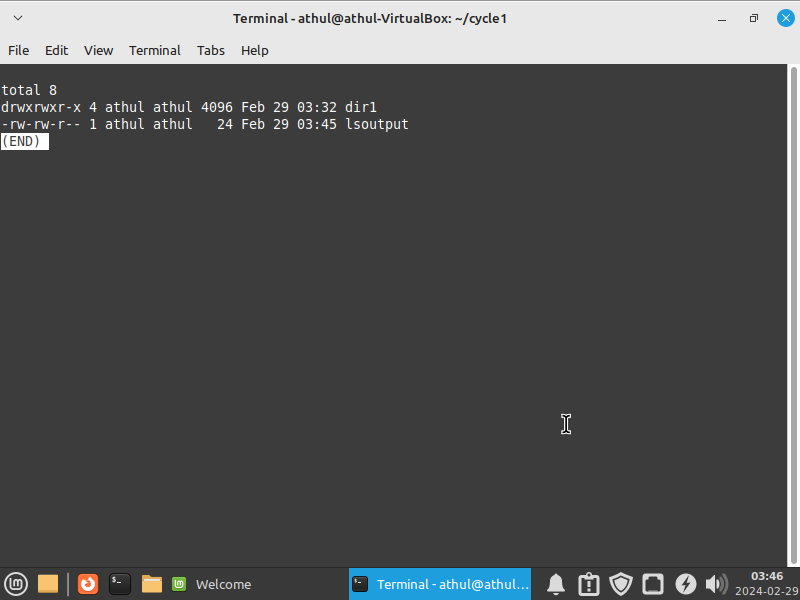 Terminal - athul@athul-VirtualBox: ~/cycle1
File Edit View Terminal Tabs Help
total 8
drwxrwxr-x 4 athul athul 4096 Feb 29 03:32 dir1
-rw-rw-r-- 1 athul athul   24 Feb 29 03:45 lsoutput
(END)
Welcome
Terminal - athul@athul...
03:46
2024-02-29